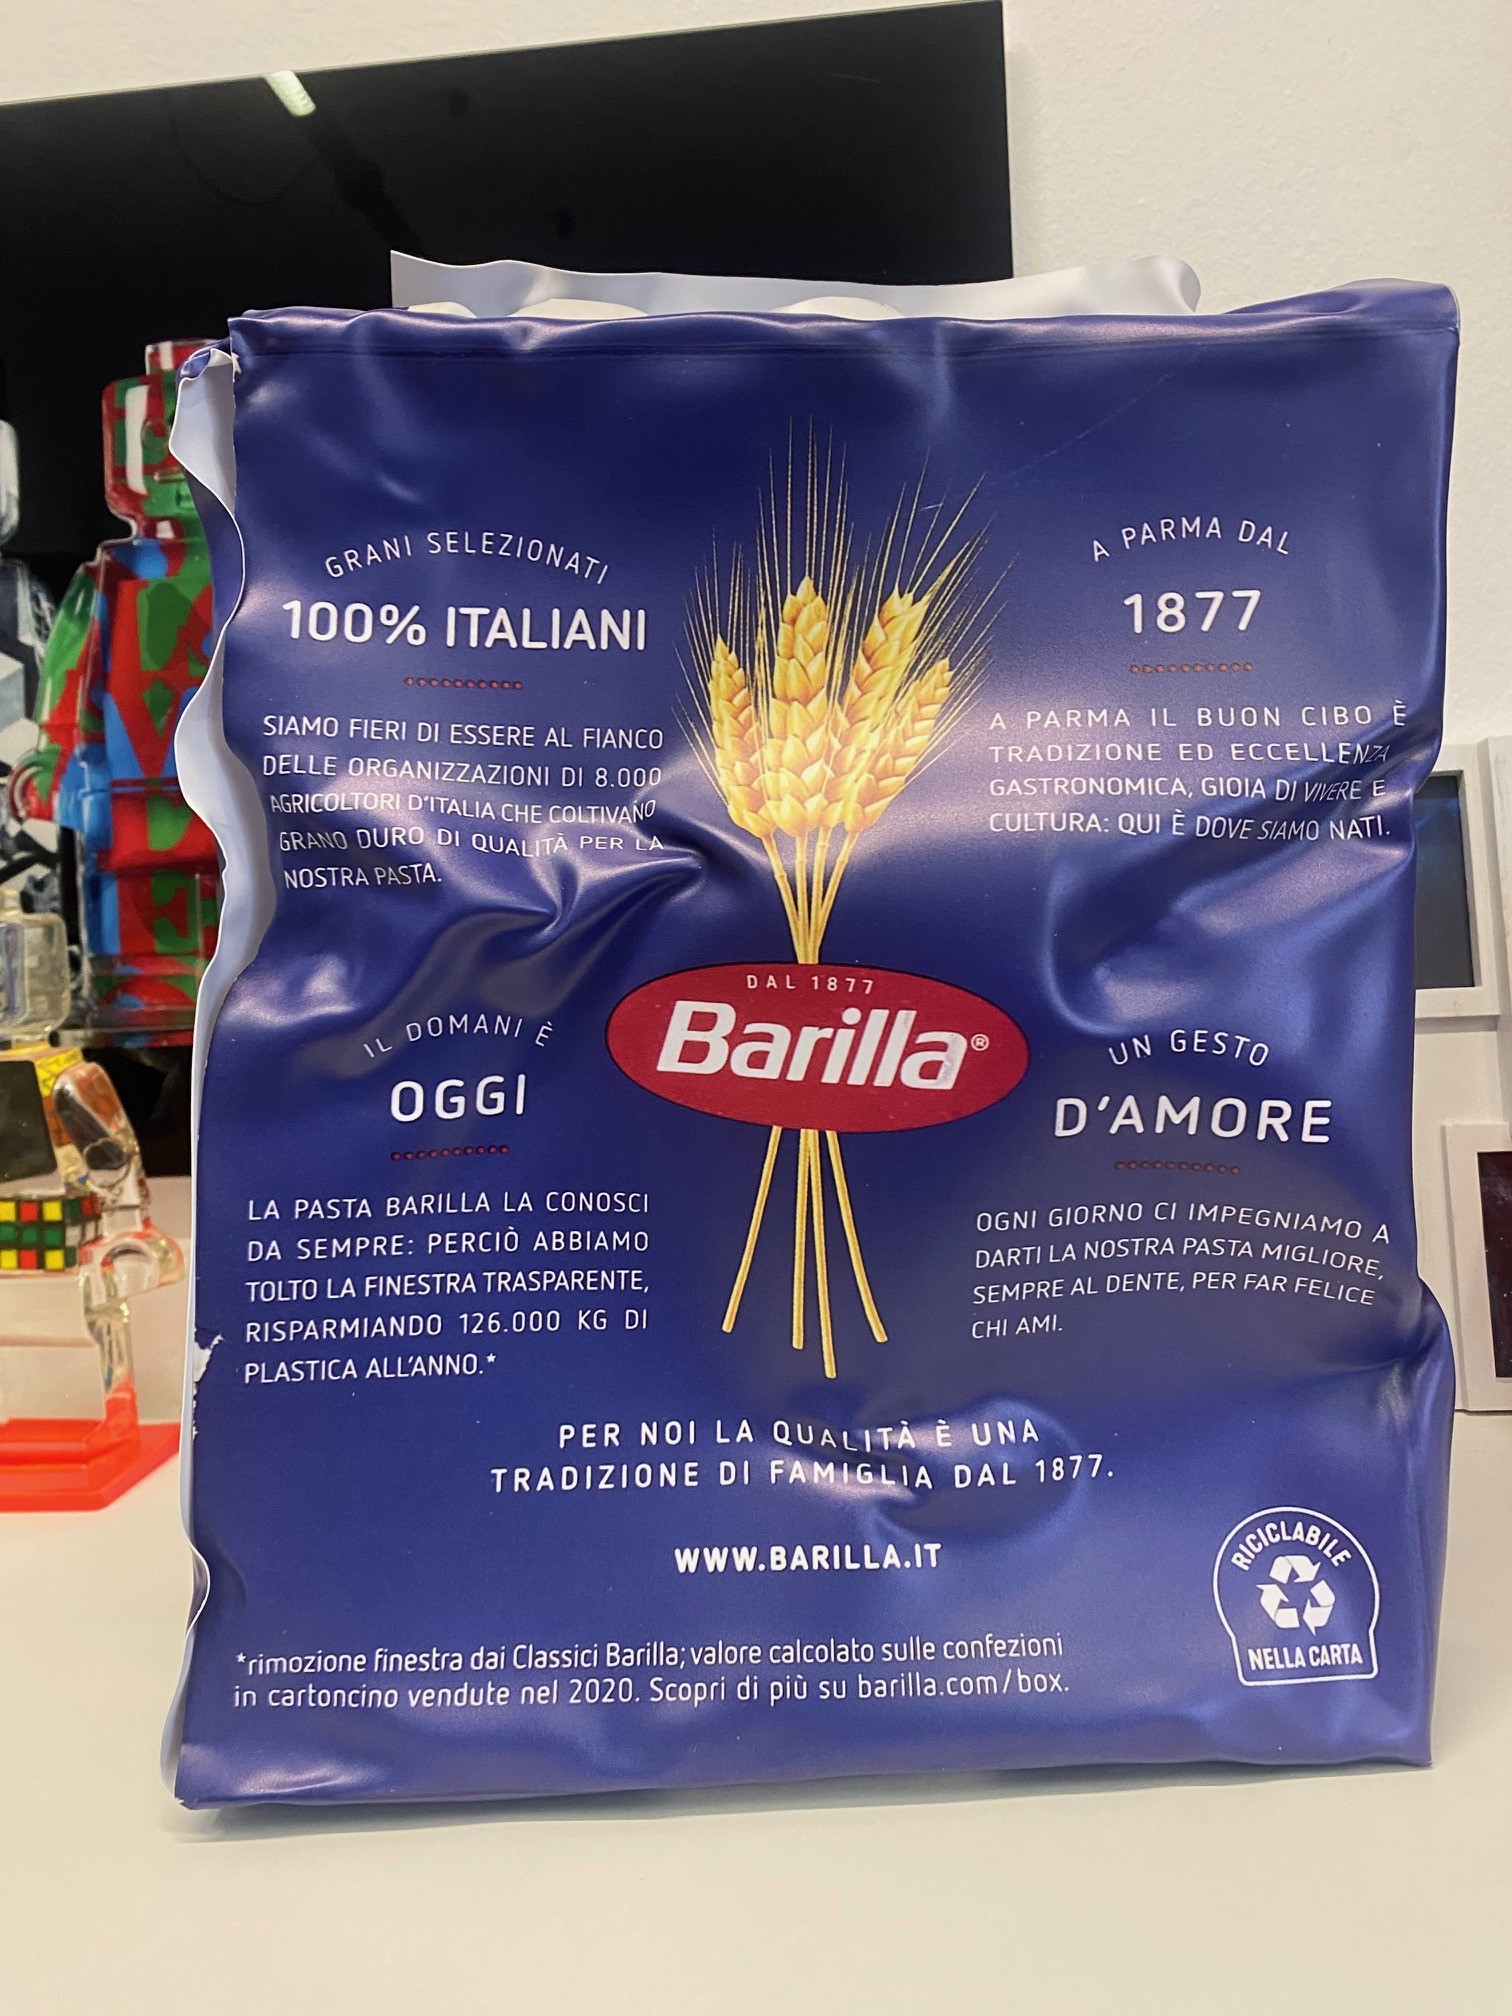 GRANI SELEZIONATI
100% ITALIANI
SIAMO FIERI DI ESSERE AL FIANCO
DELLE ORGANIZZAZIONI DI 8.000
AGRICOLTORI D'ITALIA CHE COLTIVANO
GRANO DURO DI QUALITÀ PER LA
NOSTRA PASTA.
A PARMA DAL
1877
A PARMA IL BUON CIBO È
TRADIZIONE ED ECCELLENZA
GASTRONOMICA, GIOIA DI VIVERE E
CULTURA: QUI È DOVE SIAMO NATI.
DAL 1877
Barilla®
IL DOMANI È
OGGI
LA PASTA BARILLA LA CONOSCI
DA SEMPRE: PERCIÒ ABBIAMO
TOLTO LA FINESTRA TRASPARENTE,
RISPARMIANDO 126.000 KG DI
PLASTICA ALL'ANNO.*
UN GESTO
D'AMORE
OGNI GIORNO CI IMPEGNIAMO A
DARTI LA NOSTRA PASTA MIGLIORE,
SEMPRE AL DENTE, PER FAR FELICE
CHI AMI.
PER NOI LA QUALITÀ È UNA
TRADIZIONE DI FAMIGLIA DAL 1877.
WWW.BARILLA.IT
RICICLABILE
NELLA CARTA
*rimozione finestra dai Classici Barilla; valore calcolato sulle confezioni
in cartoncino vendute nel 2020. Scopri di più su barilla.com/box.